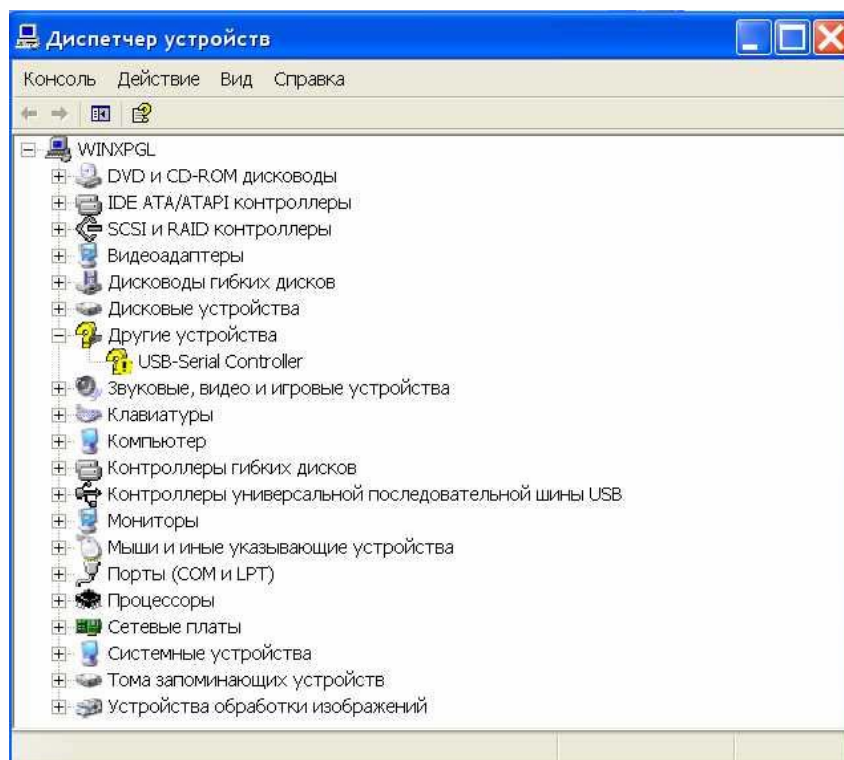 Диспетчер устройств
Консоль Действие Вид Справка
WINXPGL
DVD и CD-ROM дисководы
IDE ATA/ATAPI контроллеры
SCSI и RAID контроллеры
Видеоадаптеры
Дисководы гибких дисков
Дисковые устройства
Другие устройства
USB-Serial Controller
Звуковые, видео и игровые устройства
Клавиатуры
Компьютер
Контроллеры гибких дисков
Контроллеры универсальной последовательной шины USB
Мониторы
Мыши и иные указывающие устройства
Порты (COM и LPT)
Процессоры
Сетевые платы
Системные устройства
Тома запоминающих устройств
Устройства обработки изображений